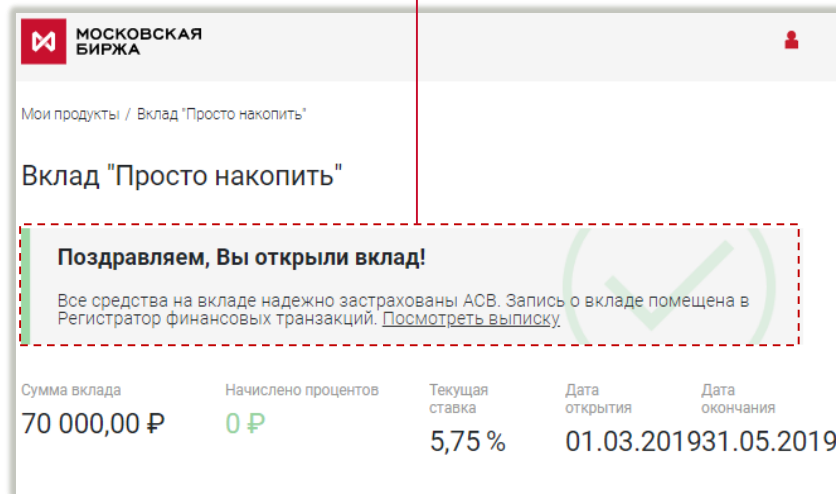 МОСКОВСКАЯ
БИРЖА
Мои продукты / Вклад "Просто накопить"
Вклад "Просто накопить"
Поздравляем, Вы открыли вклад!
Все средства на вкладе надежно застрахованы АСВ. Запись о вкладе помещена в
Регистратор финансовых транзакций. Посмотреть выписку
Сумма вклада
70 000,00 ₽
Начислено процентов
0 ₽
Текущая
ставка
5,75 %
Дата
открытия
01.03.2019
Дата
окончания
31.05.2019